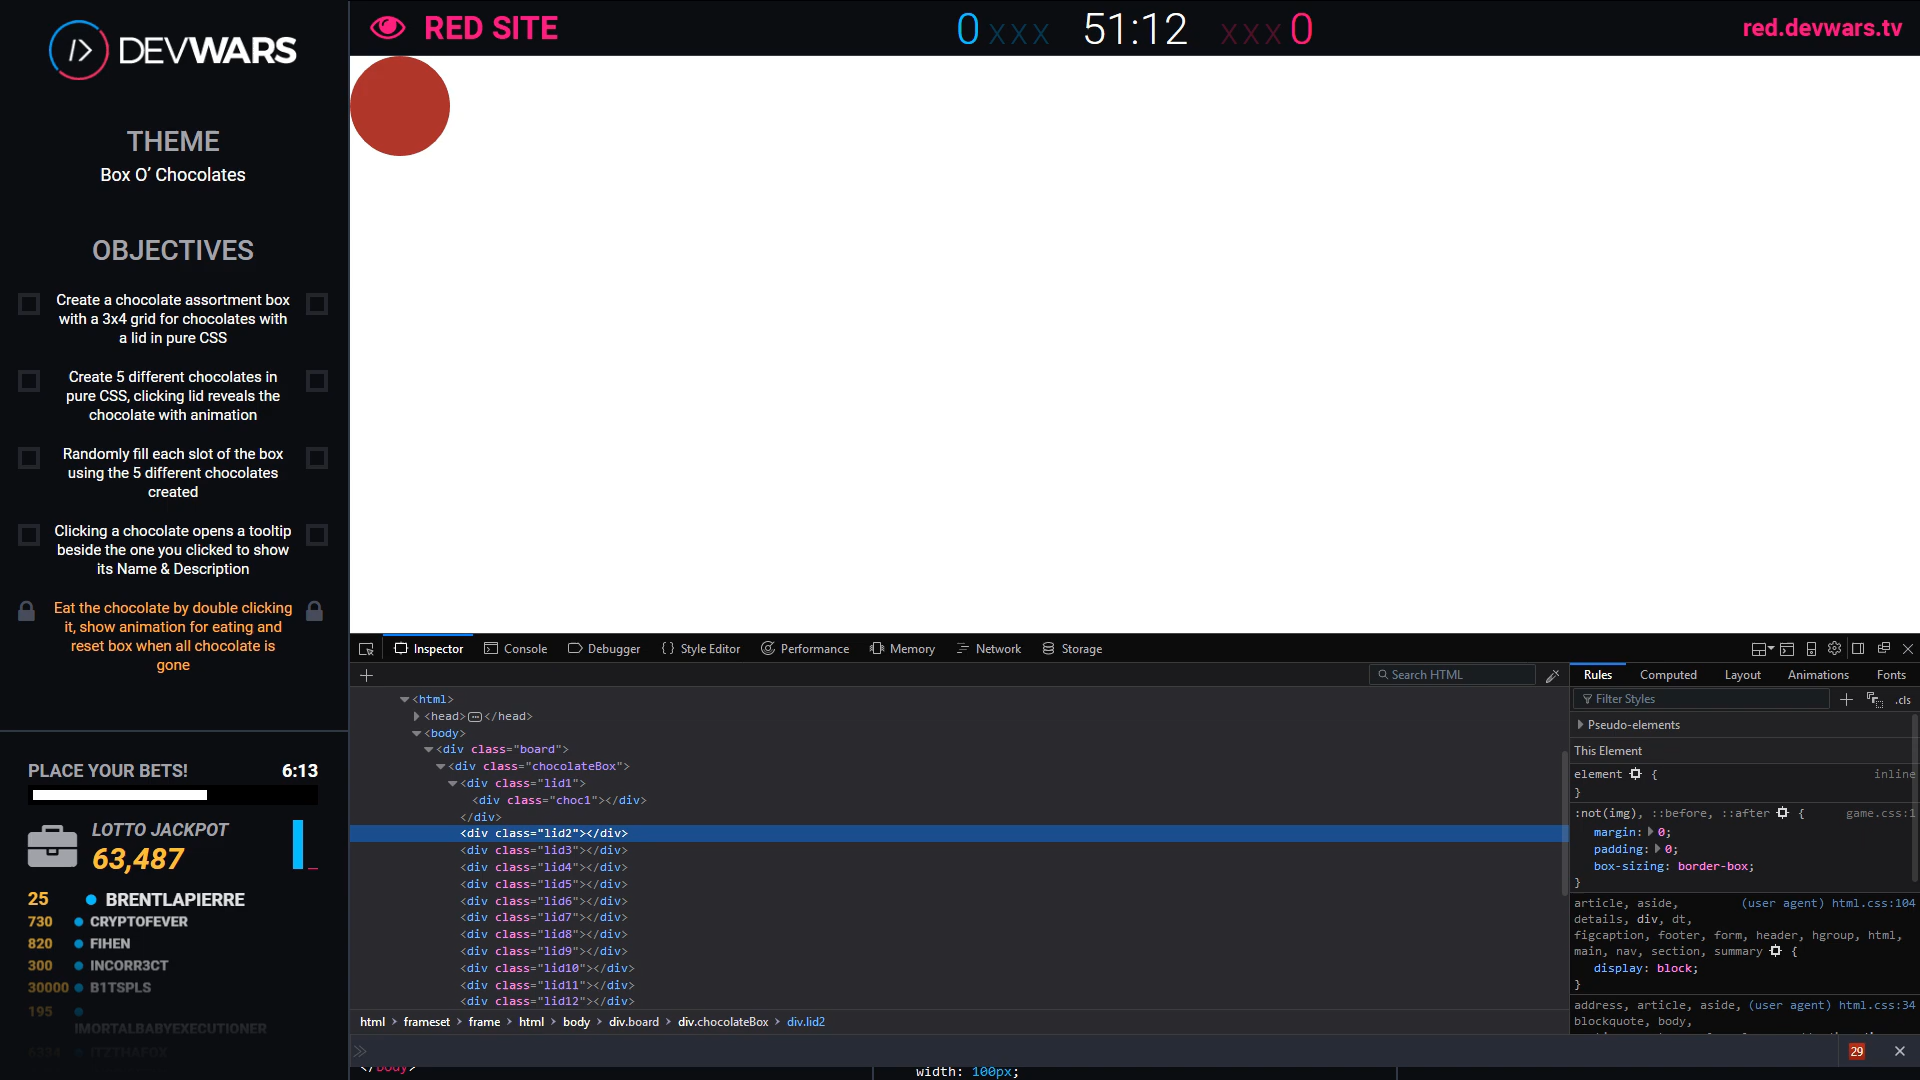 DEVWARS
THEME
Box O’ Chocolates
OBJECTIVES
Create a chocolate assortment box
with a 3x4 grid for chocolates with
a lid in pure CSS
Create 5 different chocolates in
pure CSS, clicking lid reveals the
chocolate with animation
Randomly fill each slot of the box
using the 5 different chocolates
created
Clicking a chocolate opens a tooltip
beside the one you clicked to show
its Name & Description
Eat the chocolate by double clicking
it, show animation for eating and
reset box when all chocolate is
gone
PLACE YOUR BETS! 6:13
LOTTO JACKPOT
63,487
25 BRENTLAPIERRE
730 CRYPTOFEVER
820 FIHEN
300 INCORR3CT
30000 B1TSPLS
195
IMORTALBABYEXECUTIONER
ITZTHAFOX
RED SITE
0 XXX 51:12 XXX 0
red.devwars.tv
Inspector Console Debugger Style Editor Performance Memory Network Storage
Search HTML
<html>
<head></head>
<body>
<div class="board">
<div class="chocolateBox">
<div class="lid1">
<div class="choc1"></div>
</div>
<div class="lid2"></div>
<div class="lid3"></div>
<div class="lid4"></div>
<div class="lid5"></div>
<div class="lid6"></div>
<div class="lid7"></div>
<div class="lid8"></div>
<div class="lid9"></div>
<div class="lid10"></div>
<div class="lid11"></div>
<div class="lid12"></div>
html > frameset > frame > html > body > div.board > div.chocolateBox > div.lid2
Rules Computed Layout Animations Fonts
Filter Styles .cls
Pseudo-elements
This Element
element { inline
}
:not(img), ::before, ::after { game.css:1
margin: 0;
padding: 0;
box-sizing: border-box;
}
article, aside, (user agent) html.css:104
details, div, dt,
figcaption, footer, form, header, hgroup, html,
main, nav, section, summary {
display: block;
}
address, article, aside, (user agent) html.css:34
blockquote, body,
29
</body>
width: 100px;